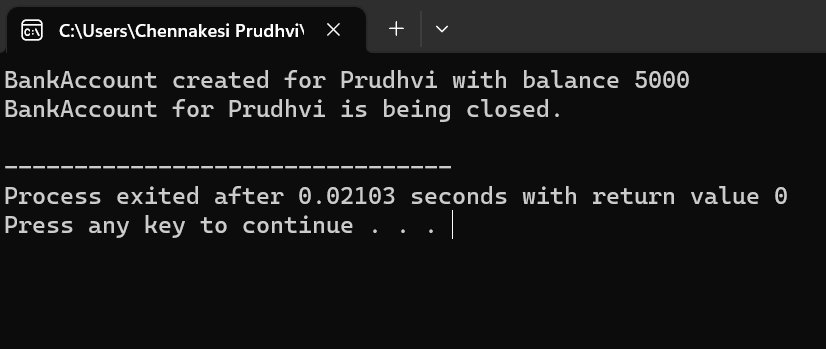 C:\Users\Chennakesi Prudhvi\
BankAccount created for Prudhvi with balance 5000
BankAccount for Prudhvi is being closed.
--------------------------------
Process exited after 0.02103 seconds with return value 0
Press any key to continue . . .